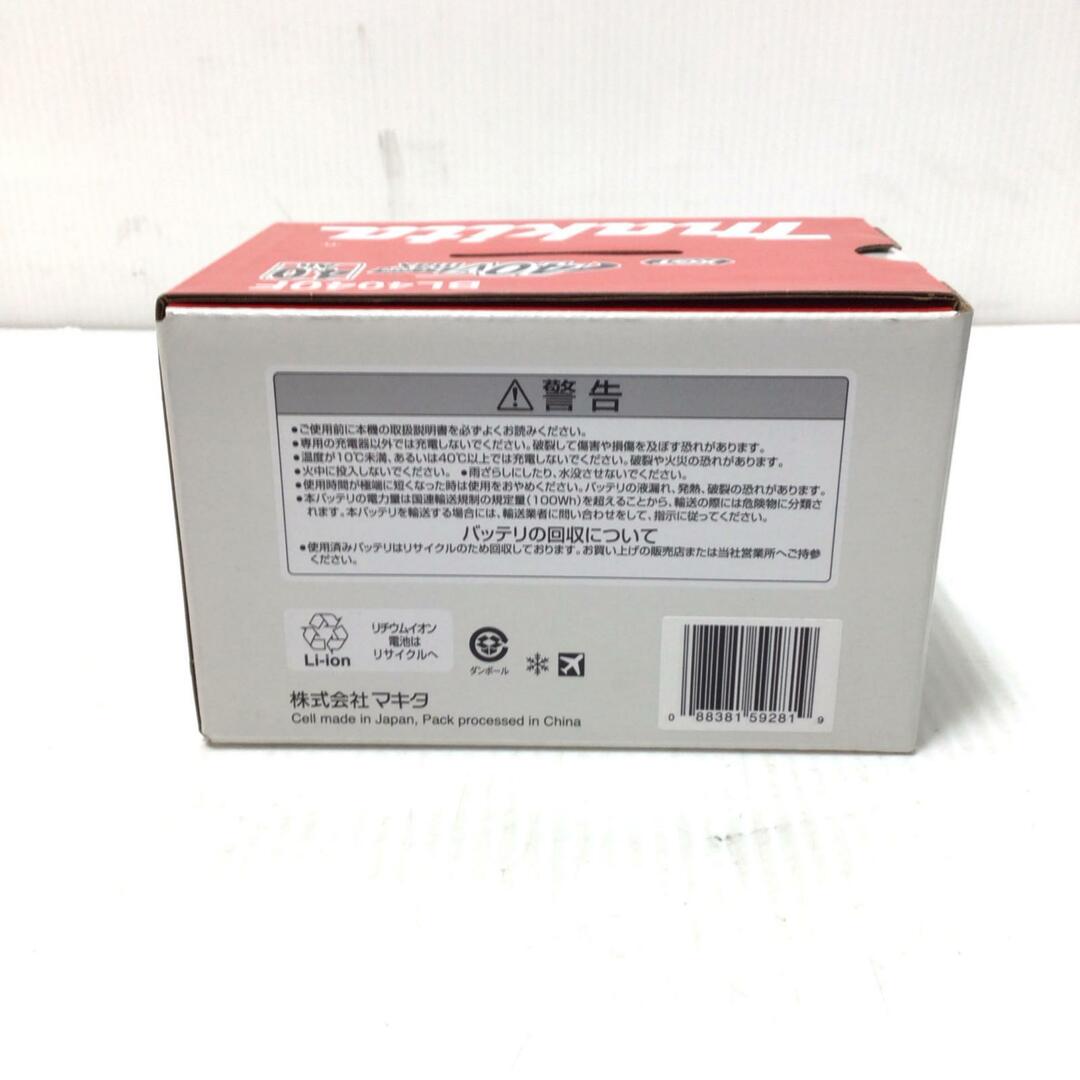 makita
XGT
40Vmax
4.0
BL4040F
警告
●ご使用前に本機の取扱説明書を必ずよくお読みください。
●専用の充電器以外では充電しないでください。破裂して傷害や損傷を及ぼす恐れがあります。
●温度が10℃未満、あるいは40℃以上では充電しないでください。破裂や火災の恐れがあります。
●火中に投入しないでください。 ●雨ざらしにしたり、水没させないでください。
●使用時間が極端に短くなった時は使用をおやめください。バッテリの液漏れ、発熱、破裂の恐れがあります。
●本バッテリの電力量は国連輸送規制の規定量(100Wh)を超えることから、輸送の際には危険物に分類さ
れます。本バッテリを輸送する場合には、輸送業者に問い合わせをして、指示に従ってください。
バッテリの回収について
●使用済みバッテリはリサイクルのため回収しております。お買い上げの販売店または当社営業所へご持参
ください。
Li-ion
リチウムイオン
電池は
リサイクルへ
ダンボール
株式会社マキタ
Cell made in Japan, Pack processed in China
0 88381 59281 9